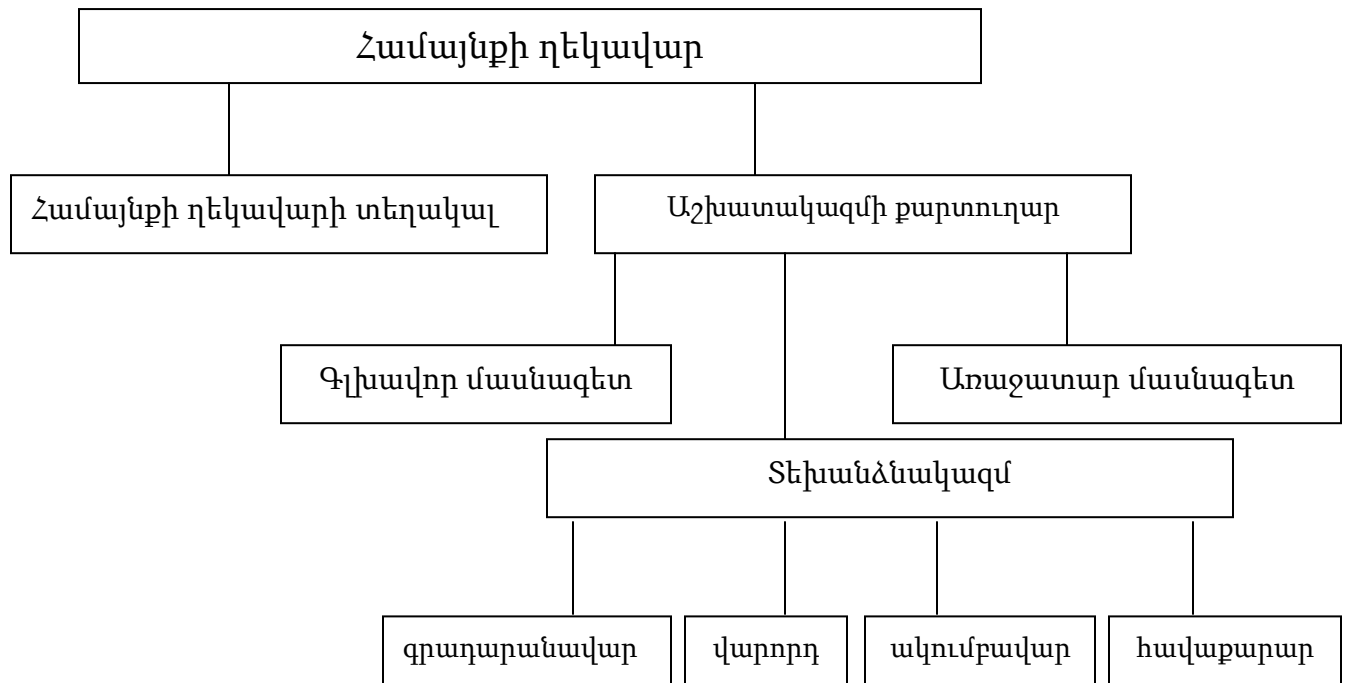 Համայնքի ղեկավար
Համայնքի ղեկավարի տեղակալ
Աշխատակազմի քարտուղար
Գլխավոր մասնագետ
Առաջատար մասնագետ
Տեխանձնակազմ
գրադարանավար
վարորդ
ակումբավար
հավաքարար